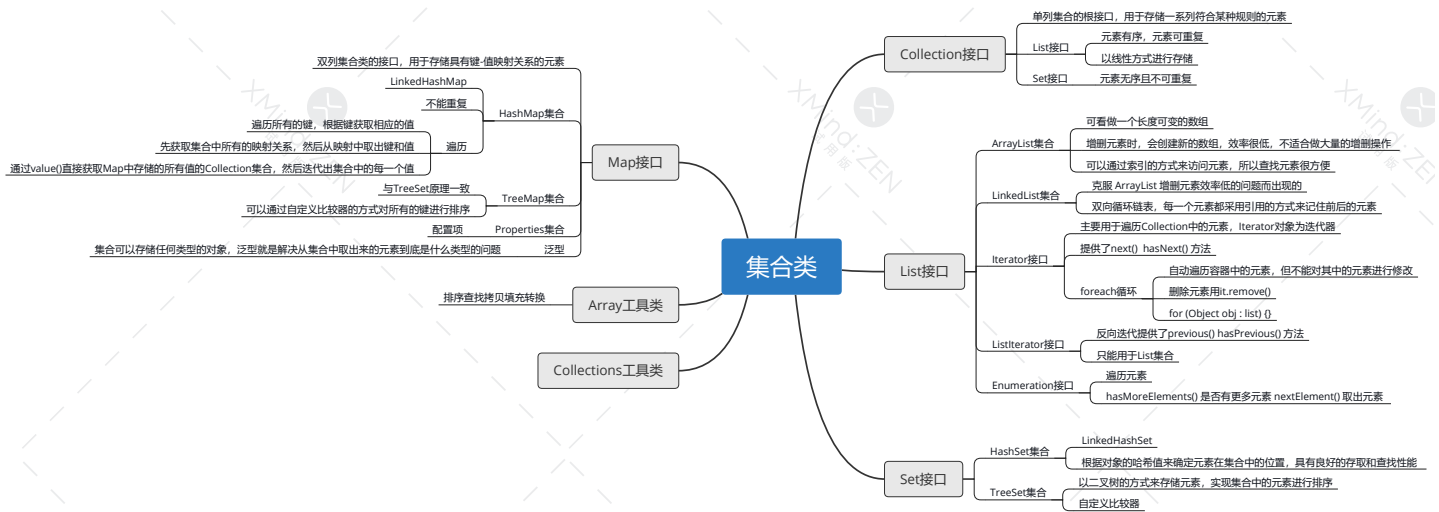 集合类
Collection接口
单列集合的根接口，用于存储一系列符合某种规则的元素
List接口
元素有序，元素可重复
以线性方式进行存储
Set接口
元素无序且不可重复
List接口
ArrayList集合
可看做一个长度可变的数组
增删元素时，会创建新的数组，效率很低，不适合做大量的增删操作
可以通过索引的方式来访问元素，所以查找元素很方便
LinkedList集合
克服 ArrayList 增删元素效率低的问题而出现的
双向循环链表，每一个元素都采用引用的方式来记住前后的元素
Iterator接口
主要用于遍历Collection中的元素，Iterator对象为迭代器
提供了next() hasNext() 方法
foreach循环
自动遍历容器中的元素，但不能对其中的元素进行修改
删除元素用it.remove()
for (Object obj : list) {}
ListIterator接口
反向迭代提供了previous() hasPrevious() 方法
只能用于List集合
Enumeration接口
遍历元素
hasMoreElements() 是否有更多元素 nextElement() 取出元素
Set接口
HashSet集合
LinkedHashSet
根据对象的哈希值来确定元素在集合中的位置，具有良好的存取和查找性能
TreeSet集合
以二叉树的方式来存储元素，实现集合中的元素进行排序
自定义比较器
Map接口
双列集合类的接口，用于存储具有键-值映射关系的元素
HashMap集合
LinkedHashMap
不能重复
遍历
遍历所有的键，根据键获取相应的值
先获取集合中所有的映射关系，然后从映射中取出键和值
通过value()直接获取Map中存储的所有值的Collection集合，然后迭代出集合中的每一个值
TreeMap集合
与TreeSet原理一致
可以通过自定义比较器的方式对所有的键进行排序
Properties集合
配置项
泛型
集合可以存储任何类型的对象，泛型就是解决从集合中取出来的元素到底是什么类型的问题
Array工具类
排序查找拷贝填充转换
Collections工具类
XMind:ZEN
试用版
XMind:ZEN
试用版
XMind:ZEN
试用版